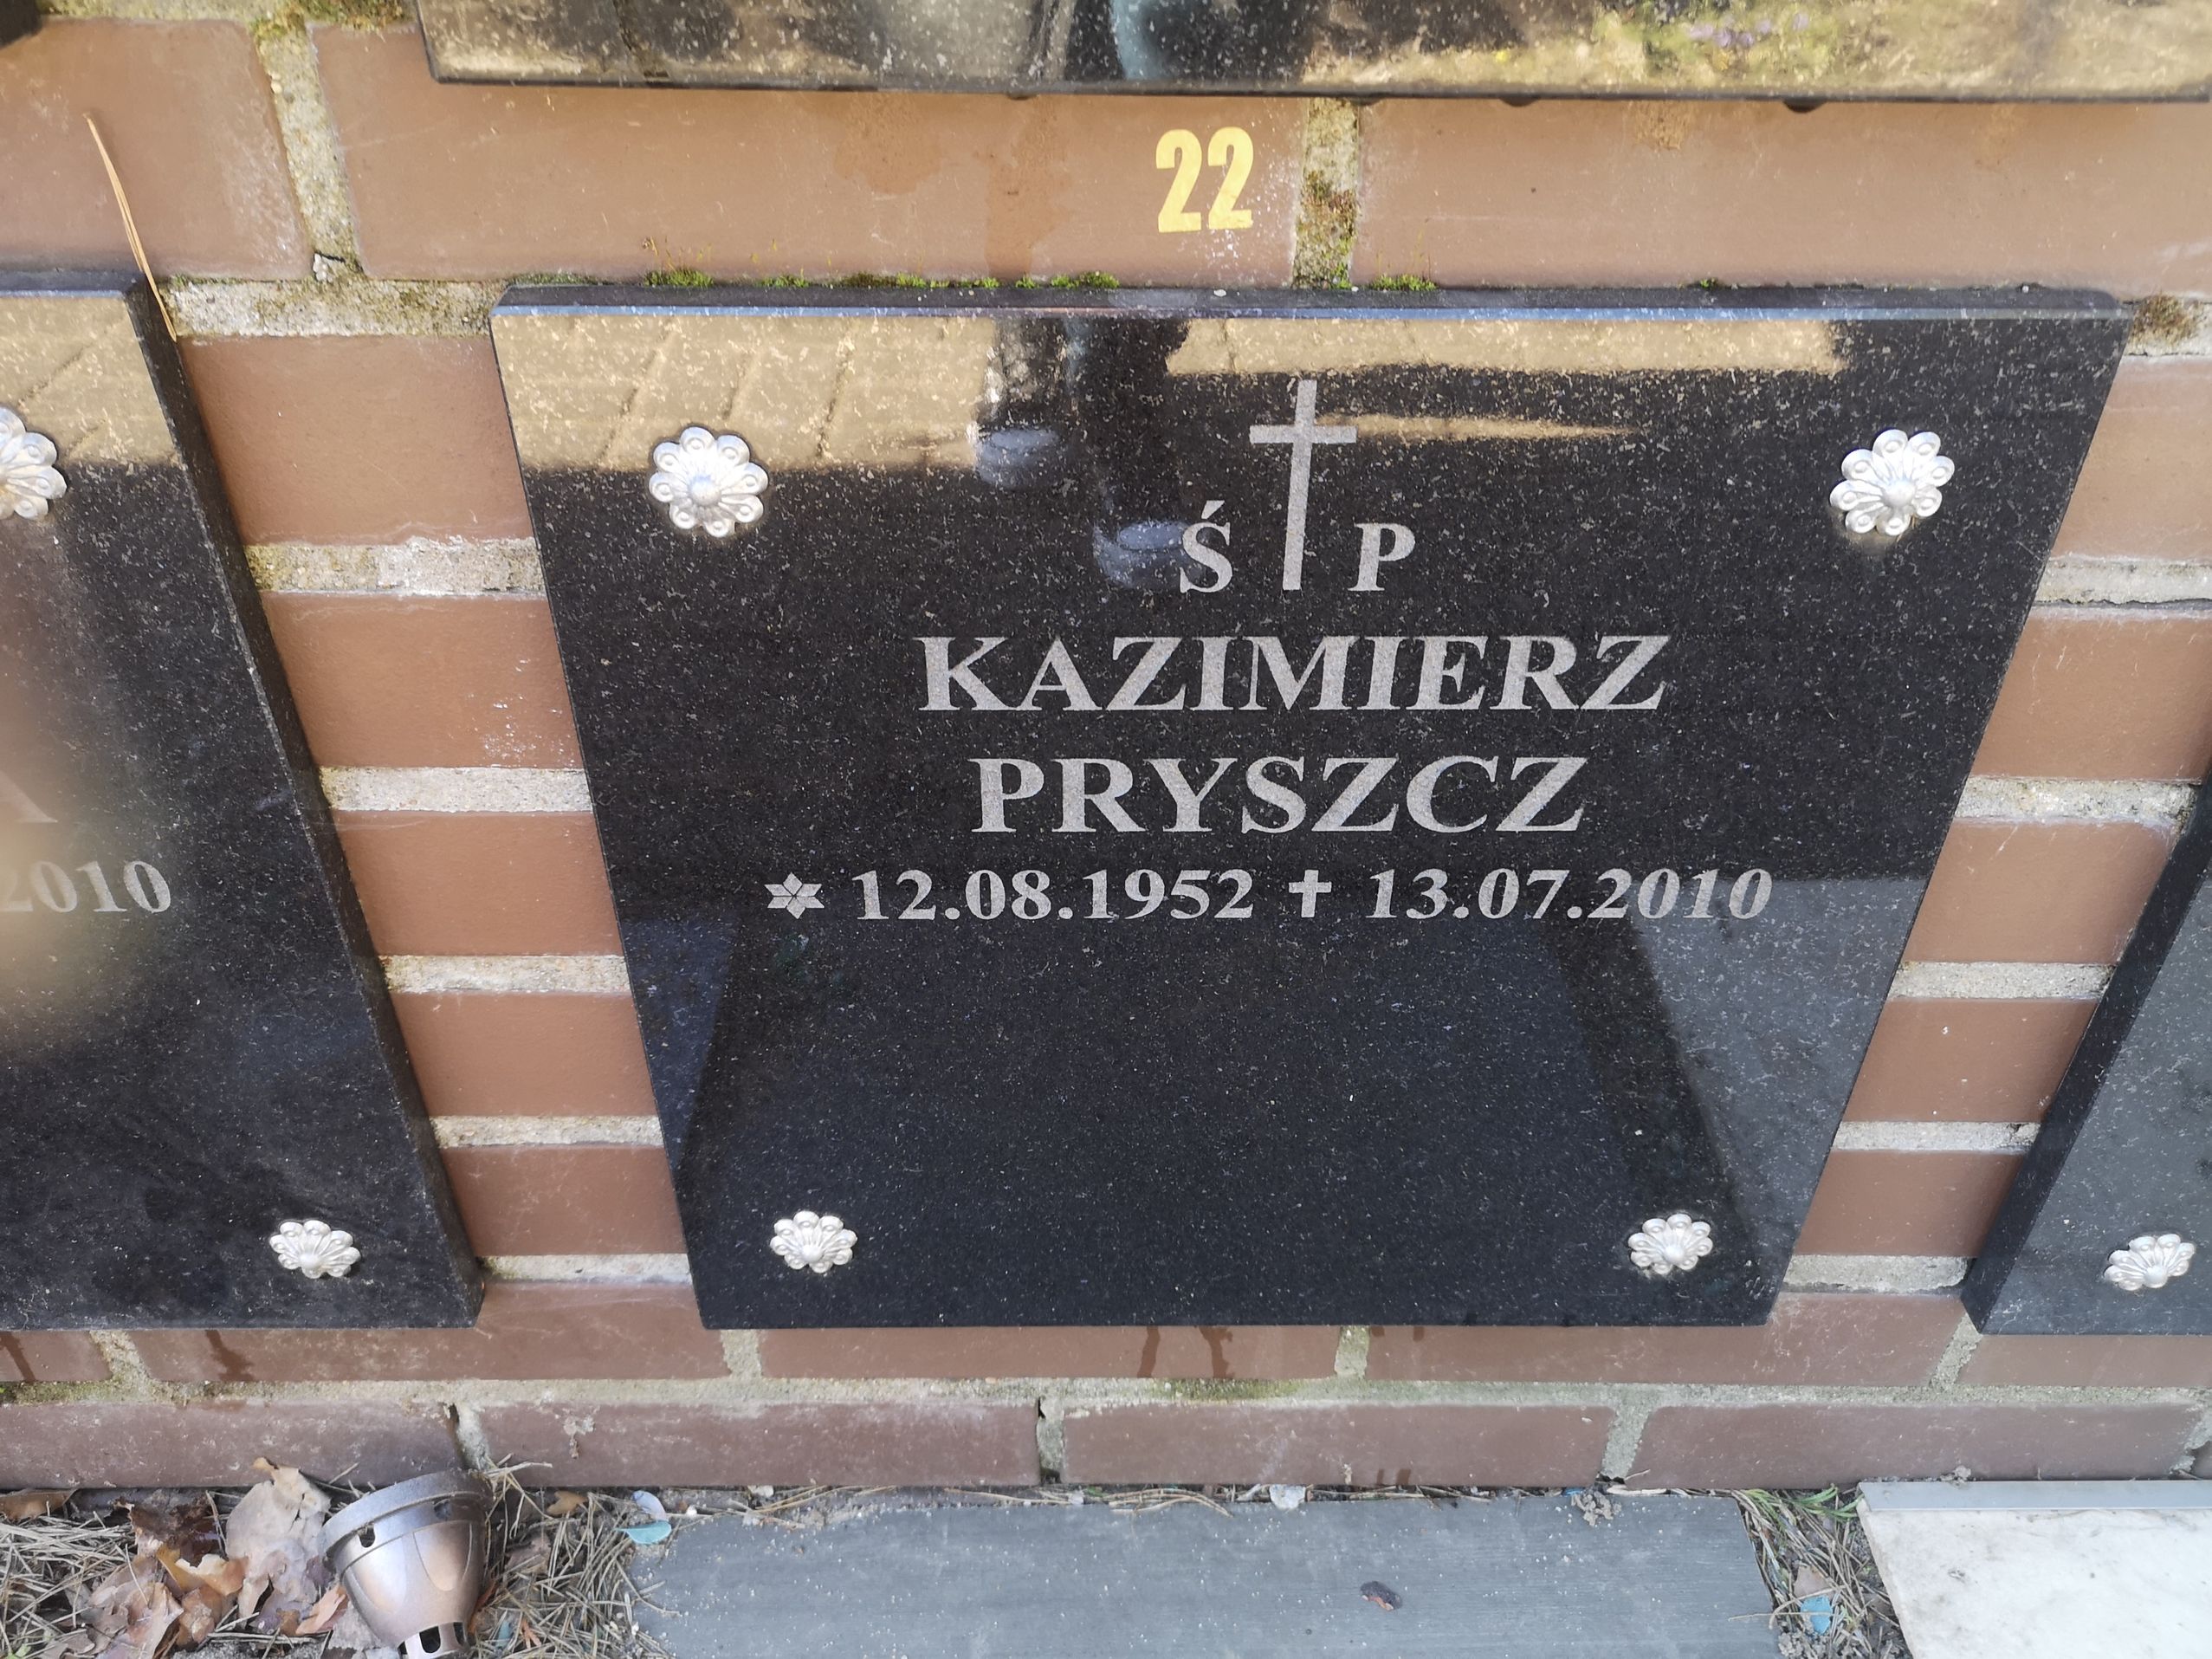 22
Ś P
KAZIMIERZ
PRYSZCZ
12.08.1952 ✝ 13.07.2010
2010